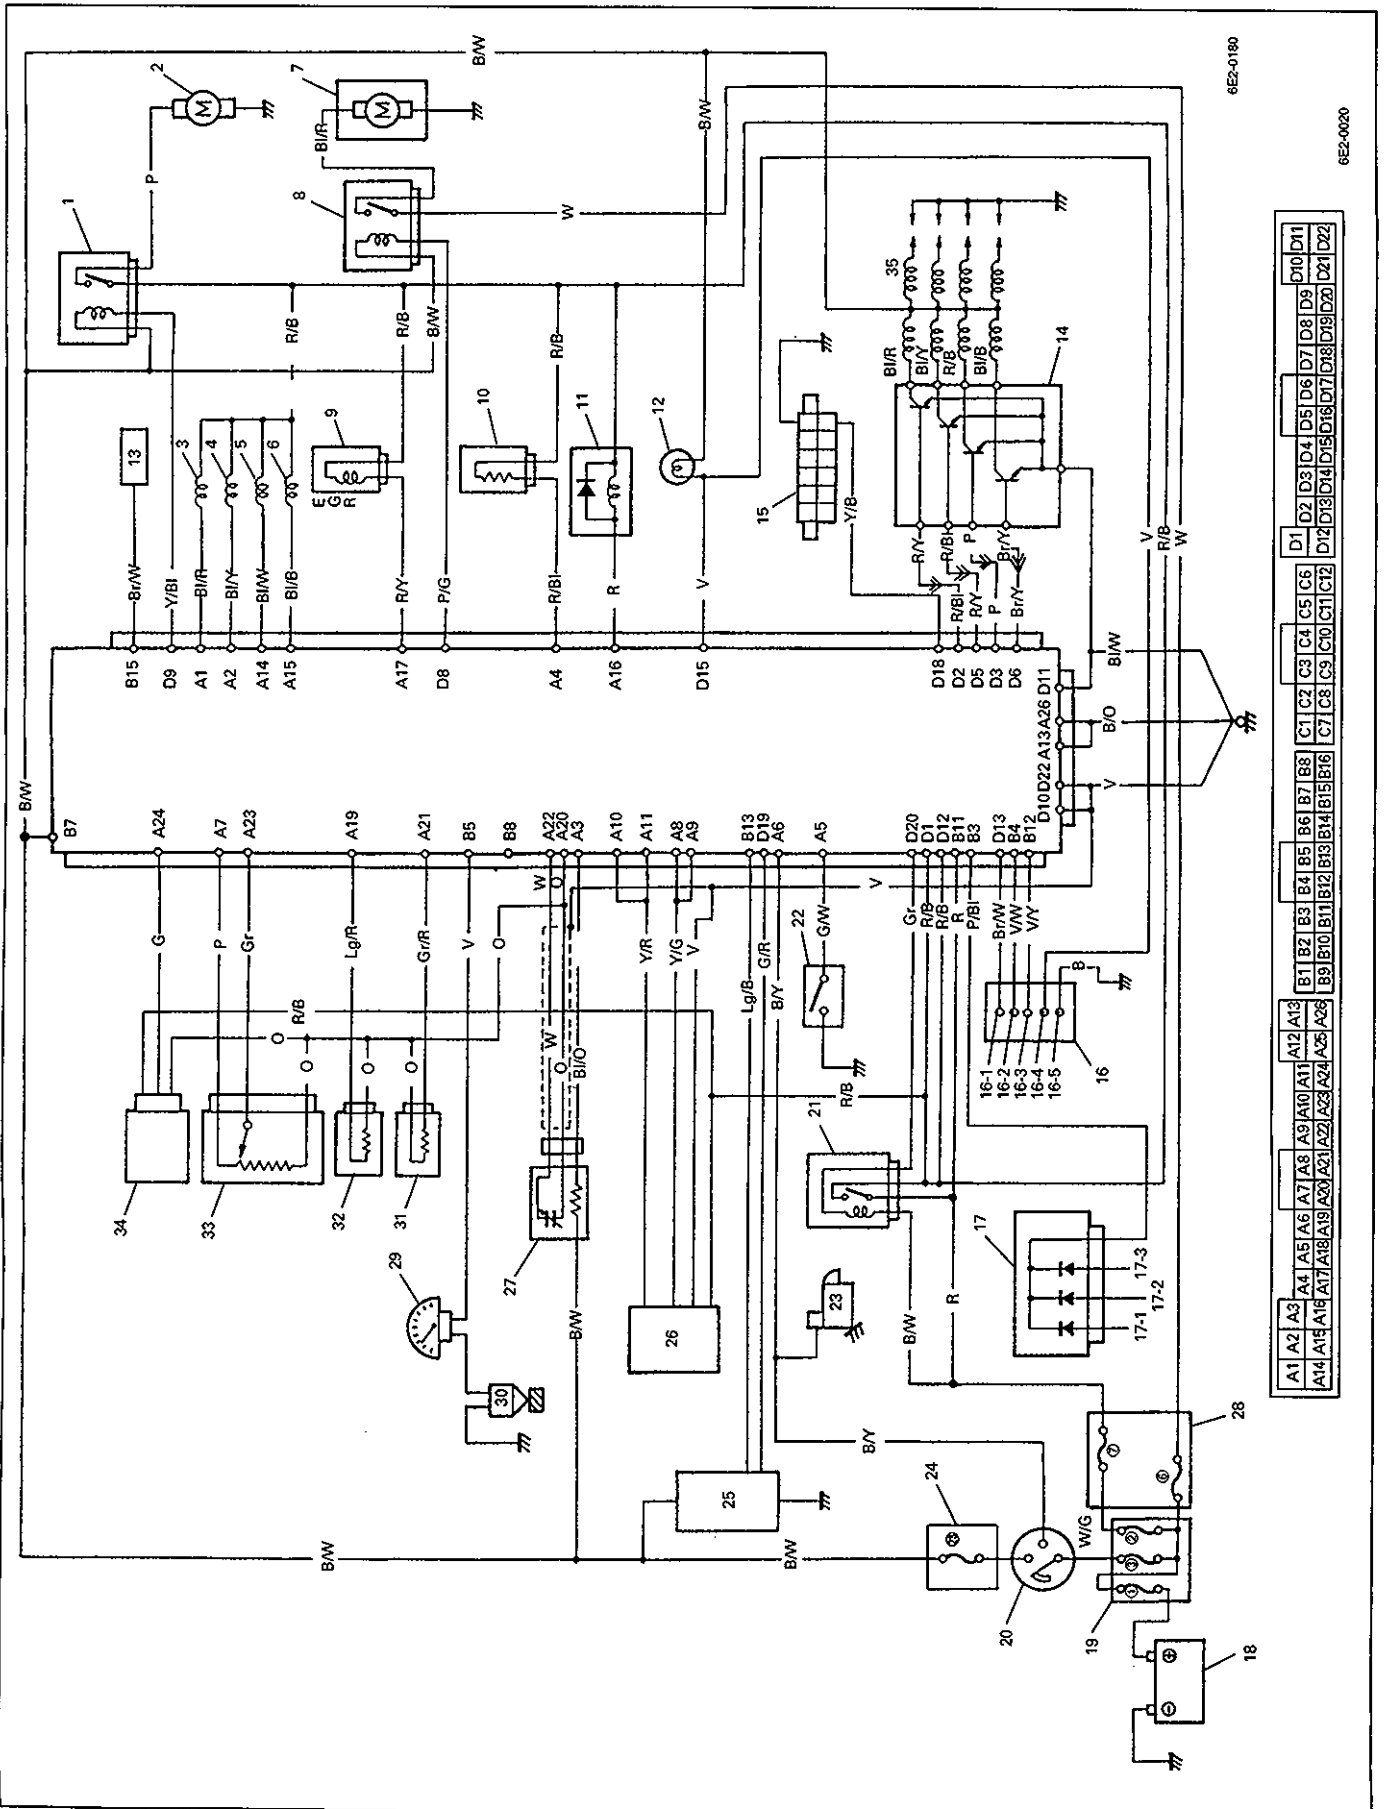 B/W
B7
A24
A7
A23
A19
A21
B5
B8
A22
A20
A3
A10
A11
A8
A9
B13
D19
A6
A5
D20
D1
D12
B11
B3
D13
B4
B12
B15
D9
A1
A2
A14
A15
A17
D8
A4
A16
D15
D18
D2
D5
D3
D6
D10
D22
A13
A26
D11
1
2
M
P
B/W
7
M
Bl/R
8
W
B/W
R/B
R/B
B/W
R/B
13
3
4
5
6
9
EGR
10
11
12
Br/W
Y/Bl
Bl/R
Bl/Y
Bl/W
Bl/B
R/Y
P/G
R/Bl
R
V
15
Y/B
35
Bl/R
Bl/Y
R/B
Bl/B
14
R/Y
R/Bl
P
Br/Y
R/Bl
R/Y
P
Br/Y
V
R/B
W
Bl/W
B/O
V
G
P
Gr
Lg/R
Gr/R
V
O
W
O
R/B
O
O
O
O
W
O
Bl/O
Y/R
Y/G
V
V
Lg/B
G/R
B/Y
G/W
22
Gr
R/B
R/B
R
P/Bl
Br/W
V/W
V/Y
B
16-1
16-2
16-3
16-4
16-5
16
R/B
21
34
33
32
31
29
30
27
B/W
26
25
23
B/W
R
17
17-1
17-2
17-3
B/W
B/W
B/Y
24
20
W/G
19
1
3
2
7
6
28
18
6E2-0180
6E2-0020
A1 A2 A3 A4 A5 A6 A7 A8 A9 A10 A11 A12 A13
A14 A15 A16 A17 A18 A19 A20 A21 A22 A23 A24 A25 A26
B1 B2 B3 B4 B5 B6 B7 B8
B9 B10 B11 B12 B13 B14 B15 B16
C1 C2 C3 C4 C5 C6
C7 C8 C9 C10 C11 C12
D1 D2 D3 D4 D5 D6 D7 D8 D9 D10 D11
D12 D13 D14 D15 D16 D17 D18 D19 D20 D21 D22